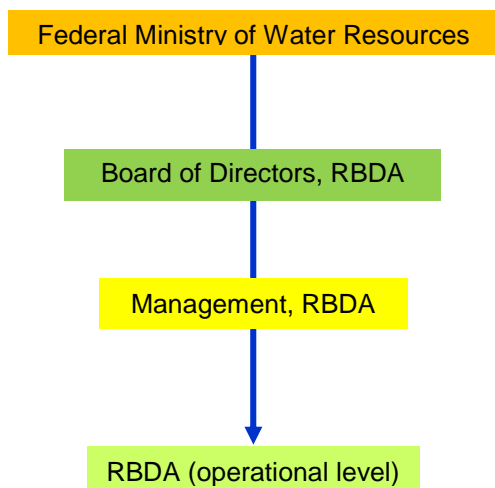 Federal Ministry of Water Resources
Board of Directors, RBDA
Management, RBDA
RBDA (operational level)